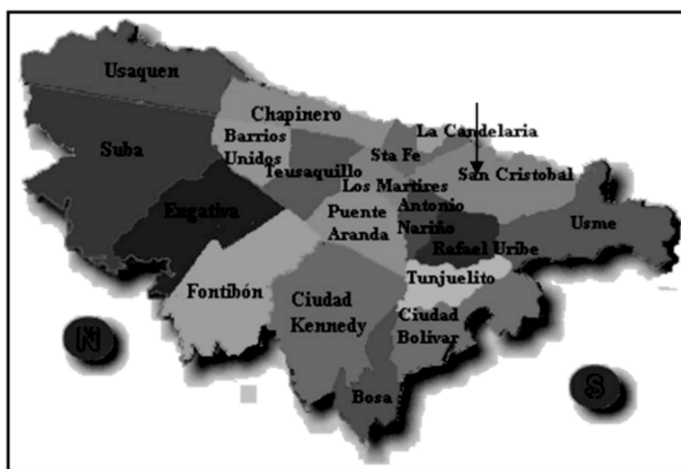 Usaquen
Chapinero
La Candelaria
Barrios
Unidos
Suba
Sta Fe
Teusaquillo
San Cristobal
Los Martires
Antonio
Nariño
Engativa
Puente
Aranda
Usme
Rafael Uribe
Tunjuelito
Fontibón
Ciudad
Kennedy
Ciudad
Bolivar
N
S
Bosa